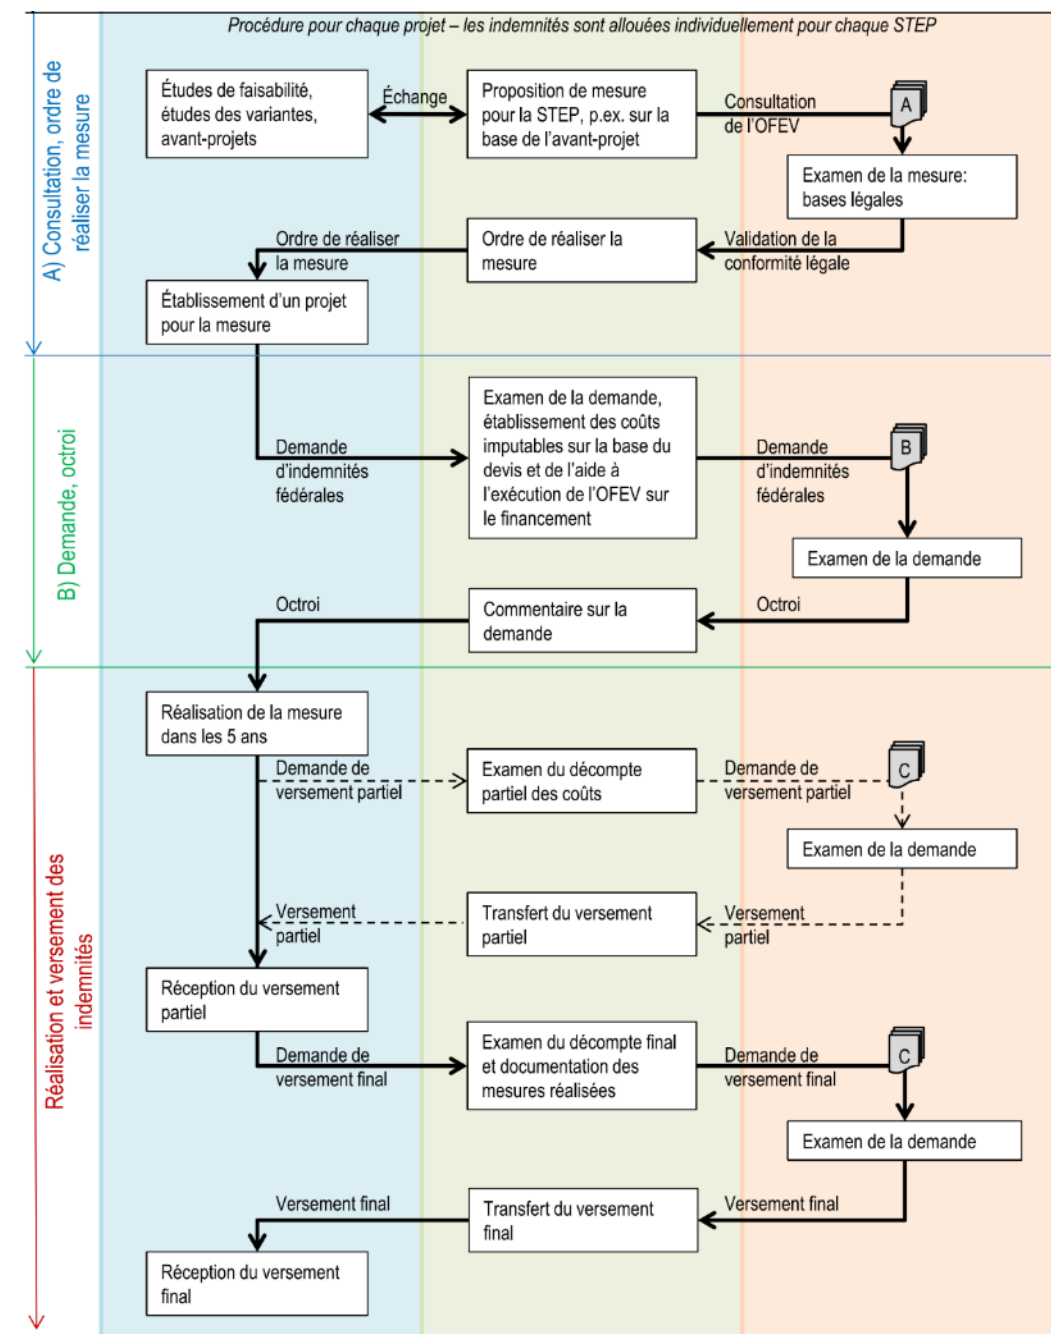 Procédure pour chaque projet – les indemnités sont allouées individuellement pour chaque STEP
A) Consultation, ordre de
réaliser la mesure
Études de faisabilité,
études des variantes,
avant-projets
Échange
Proposition de mesure
pour la STEP, p.ex. sur la
base de l'avant-projet
Consultation
de l'OFEV
A
Examen de la mesure:
bases légales
Validation de la
conformité légale
Ordre de réaliser la
mesure
Ordre de réaliser
la mesure
Établissement d'un projet
pour la mesure
B) Demande, octroi
Demande
d'indemnités
fédérales
Examen de la demande,
établissement des coûts
imputables sur la base du
devis et de l'aide à
l'exécution de l'OFEV sur
le financement
Demande
d'indemnités
fédérales
B
Examen de la demande
Octroi
Commentaire sur la
demande
Octroi
Réalisation et versement des
indemnités
Réalisation de la mesure
dans les 5 ans
Demande de
versement partiel
Examen du décompte
partiel des coûts
Demande de
versement partiel
C
Examen de la demande
Versement
partiel
Transfert du versement
partiel
Versement
partiel
Réception du versement
partiel
Demande de
versement final
Examen du décompte final
et documentation des
mesures réalisées
Demande de
versement final
C
Examen de la demande
Versement final
Transfert du versement
final
Versement final
Réception du versement
final